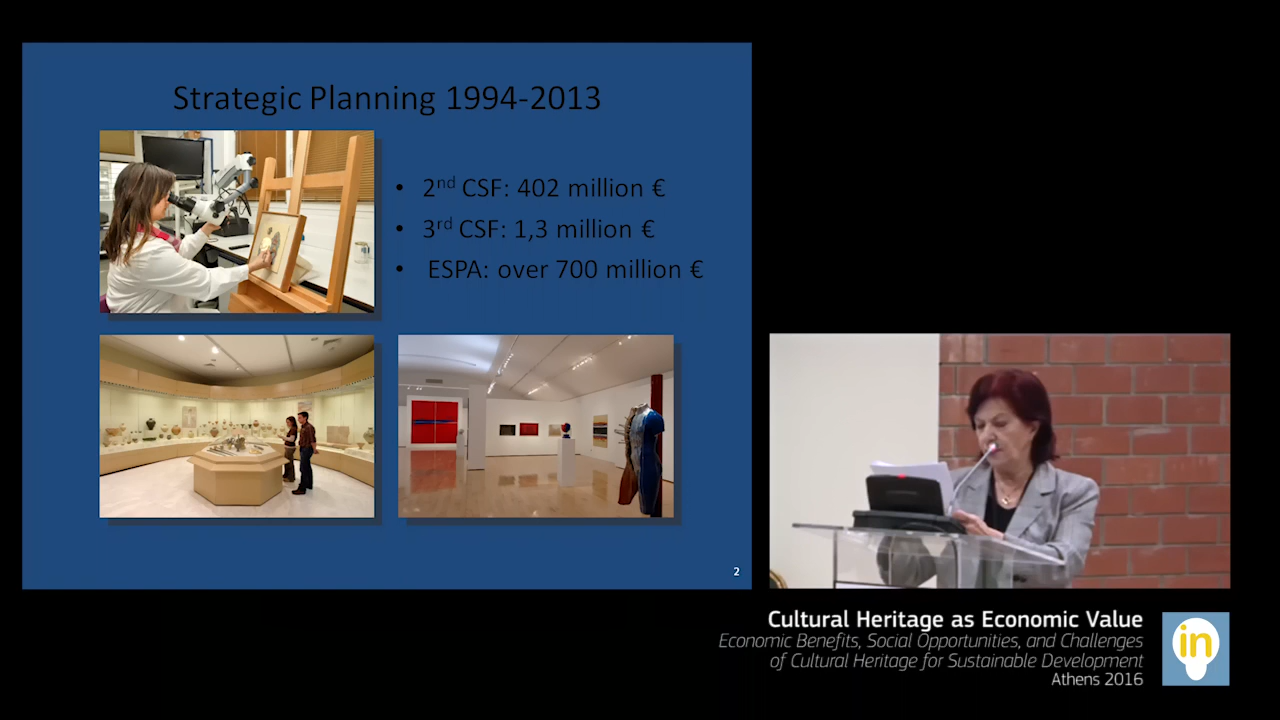 Strategic Planning 1994-2013
• 2nd CSF: 402 million €
• 3rd CSF: 1,3 million €
• ESPA: over 700 million €
2
Cultural Heritage as Economic Value
Economic Benefits, Social Opportunities, and Challenges
of Cultural Heritage for Sustainable Development
Athens 2016
in